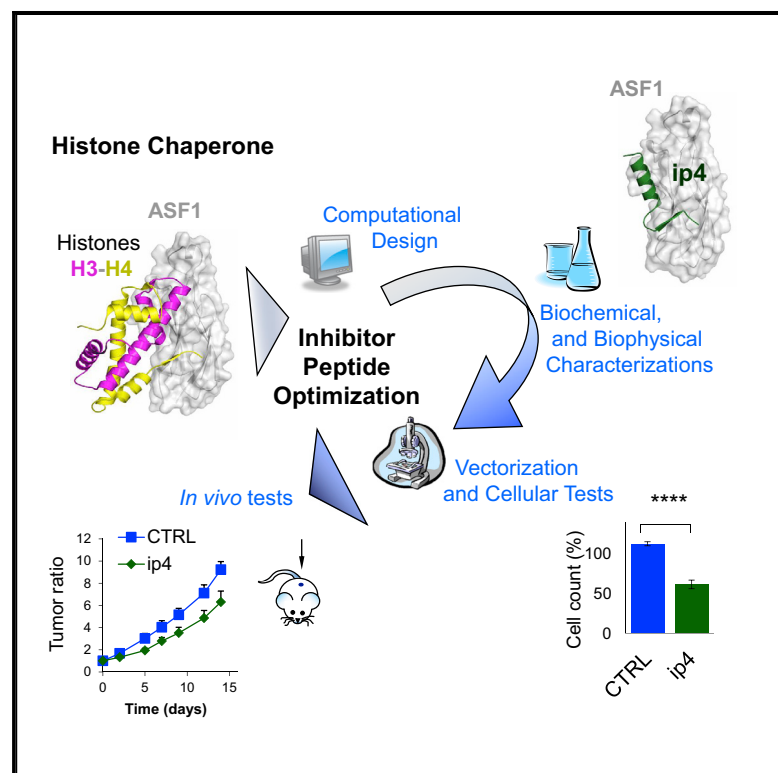 Histone Chaperone
ASF1
Histones
H3-H4
Computational
Design
ASF1
ip4
Biochemical,
and Biophysical
Characterizations
Inhibitor
Peptide
Optimization
Vectorization
and Cellular Tests
In vivo tests
CTRL
ip4
Tumor ratio
12
10
8
6
4
2
0
0 5 10 15
Time (days)
****
Cell count (%)
100
50
0
CTRL
ip4